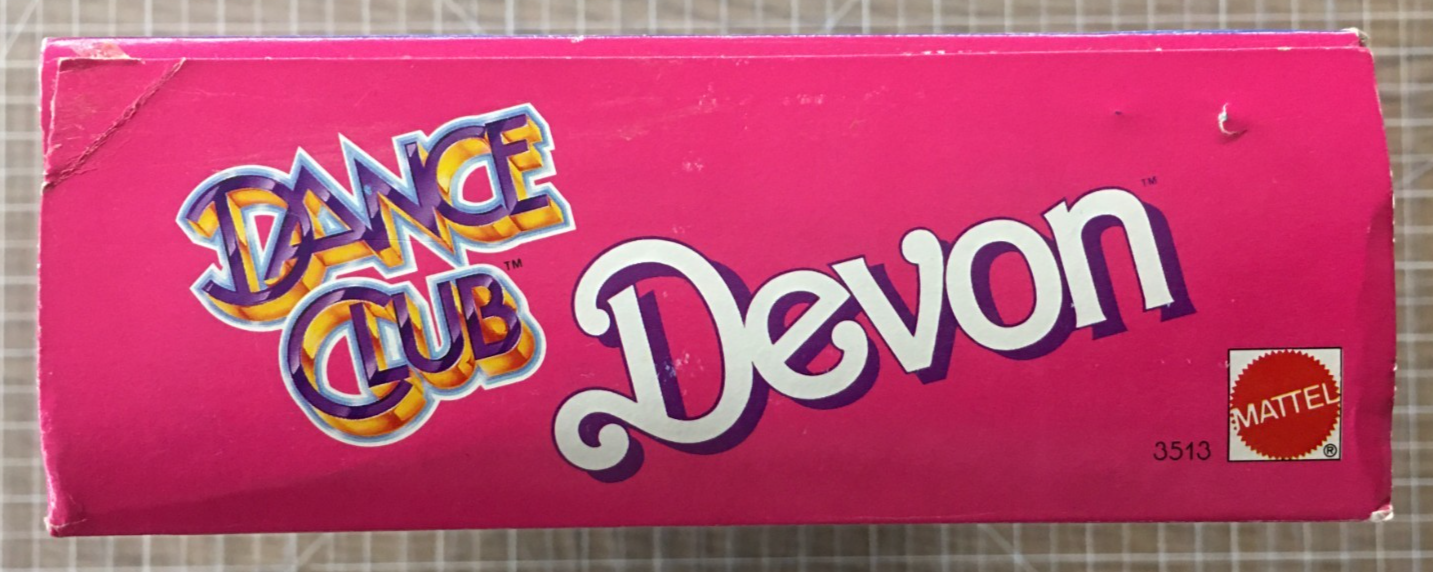 DANCE
CLUB™
Devon™
3513
MATTEL®